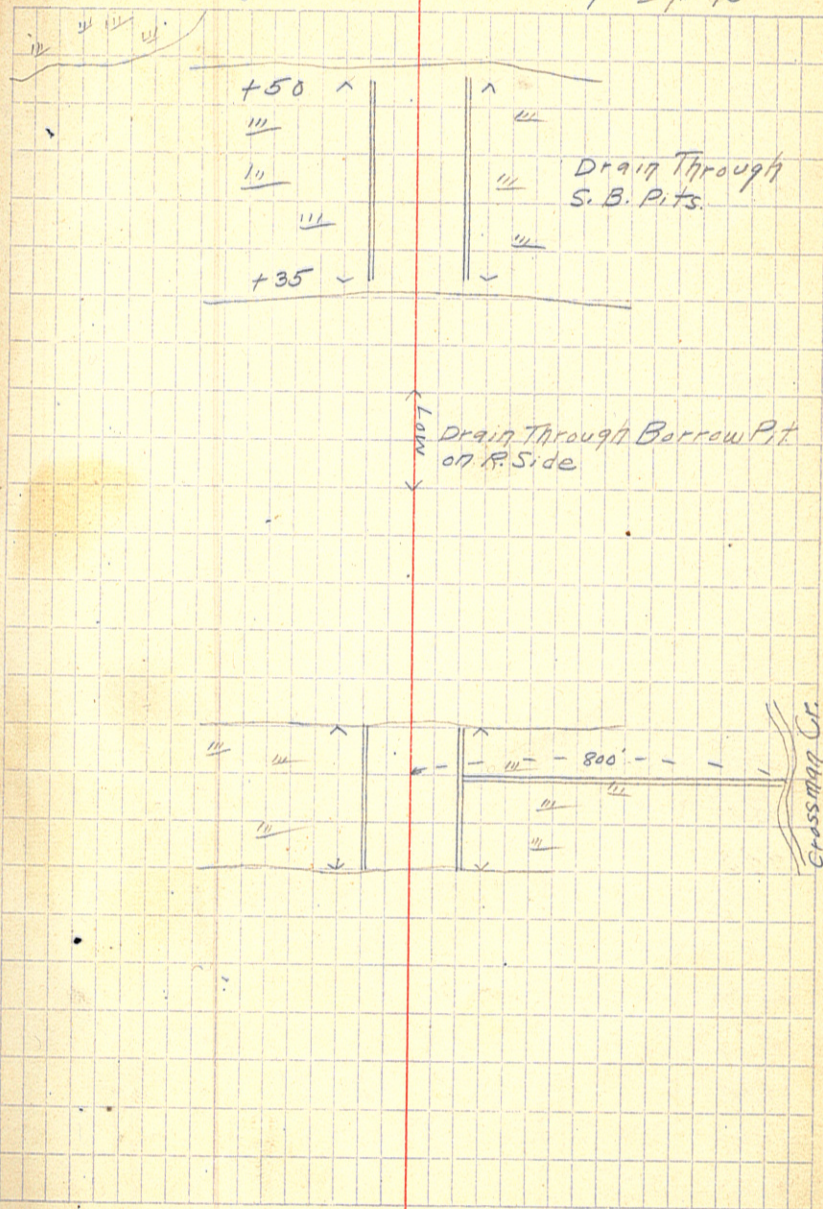 +50
Drain Through
S. B. Pits.
+35
LOW
Drain Through Borrow Pit
on R. Side
800'
Crossman Cr.